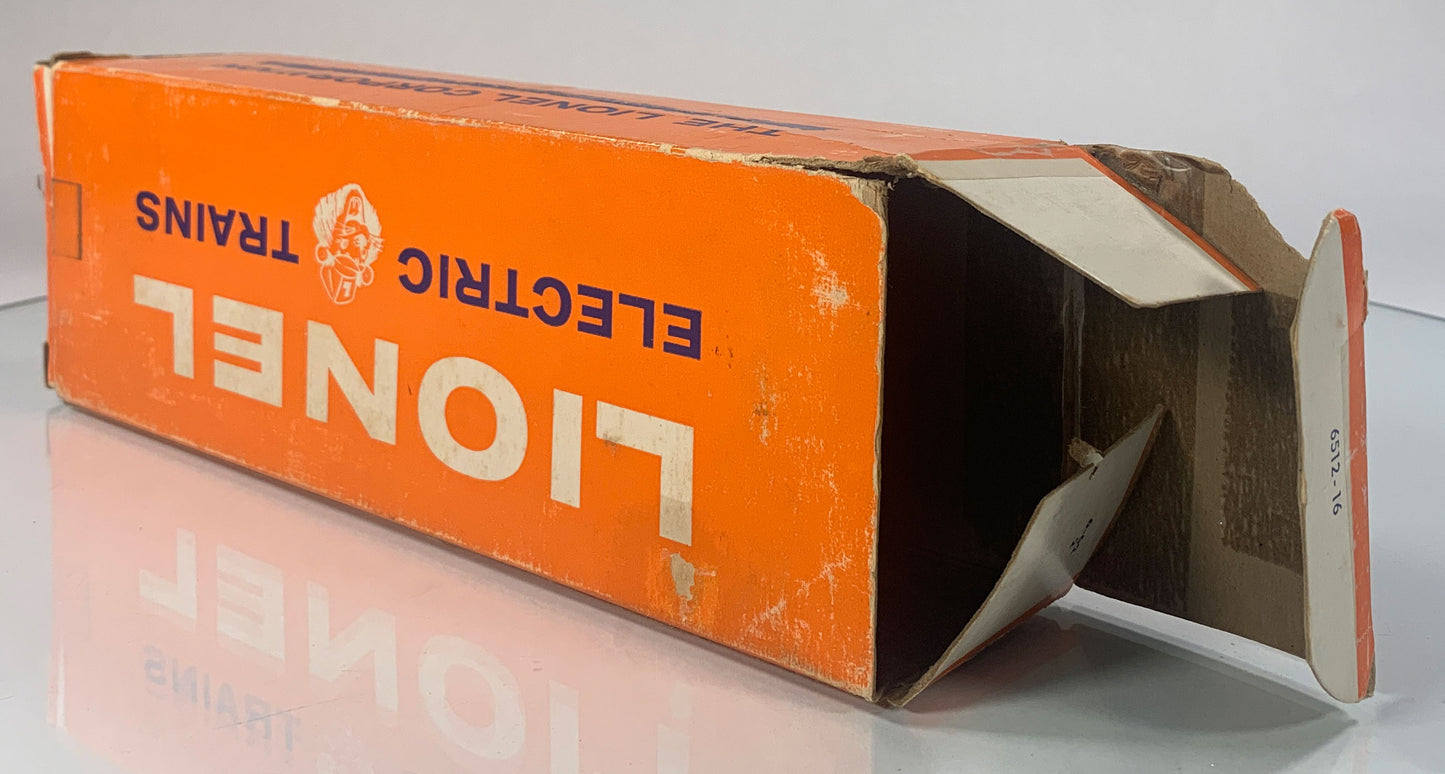 THE LIONEL CORPORATION
LIONEL
ELECTRIC TRAINS
L
6512-16